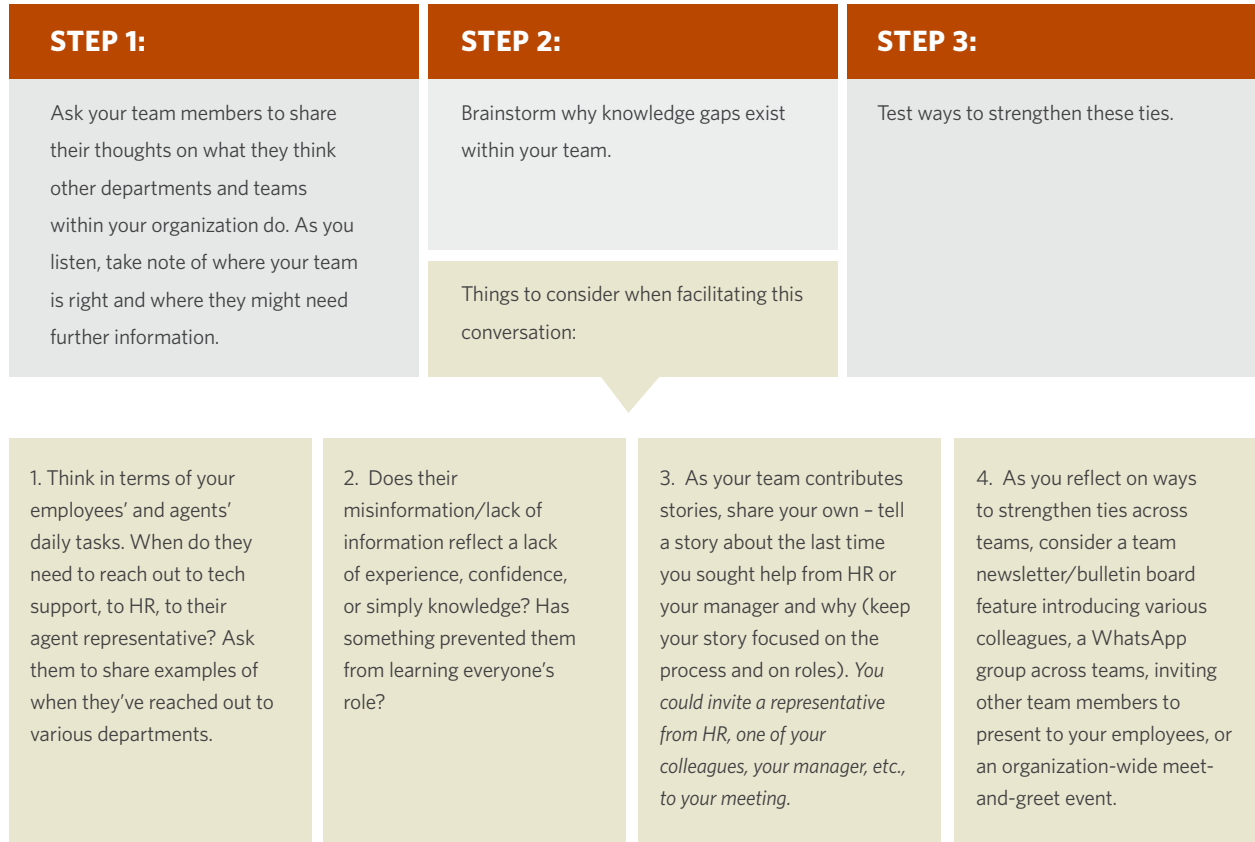 STEP 1:
Ask your team members to share
their thoughts on what they think
other departments and teams
within your organization do. As you
listen, take note of where your team
is right and where they might need
further information.
STEP 2:
Brainstorm why knowledge gaps exist
within your team.
Things to consider when facilitating this
conversation:
STEP 3:
Test ways to strengthen these ties.
1. Think in terms of your
employees’ and agents’
daily tasks. When do they
need to reach out to tech
support, to HR, to their
agent representative? Ask
them to share examples of
when they’ve reached out to
various departments.
2. Does their
misinformation/lack of
information reflect a lack
of experience, confidence,
or simply knowledge? Has
something prevented them
from learning everyone’s
role?
3. As your team contributes
stories, share your own – tell
a story about the last time
you sought help from HR or
your manager and why (keep
your story focused on the
process and on roles). You
could invite a representative
from HR, one of your
colleagues, your manager, etc.,
to your meeting.
4. As you reflect on ways
to strengthen ties across
teams, consider a team
newsletter/bulletin board
feature introducing various
colleagues, a WhatsApp
group across teams, inviting
other team members to
present to your employees, or
an organization-wide meet-
and-greet event.